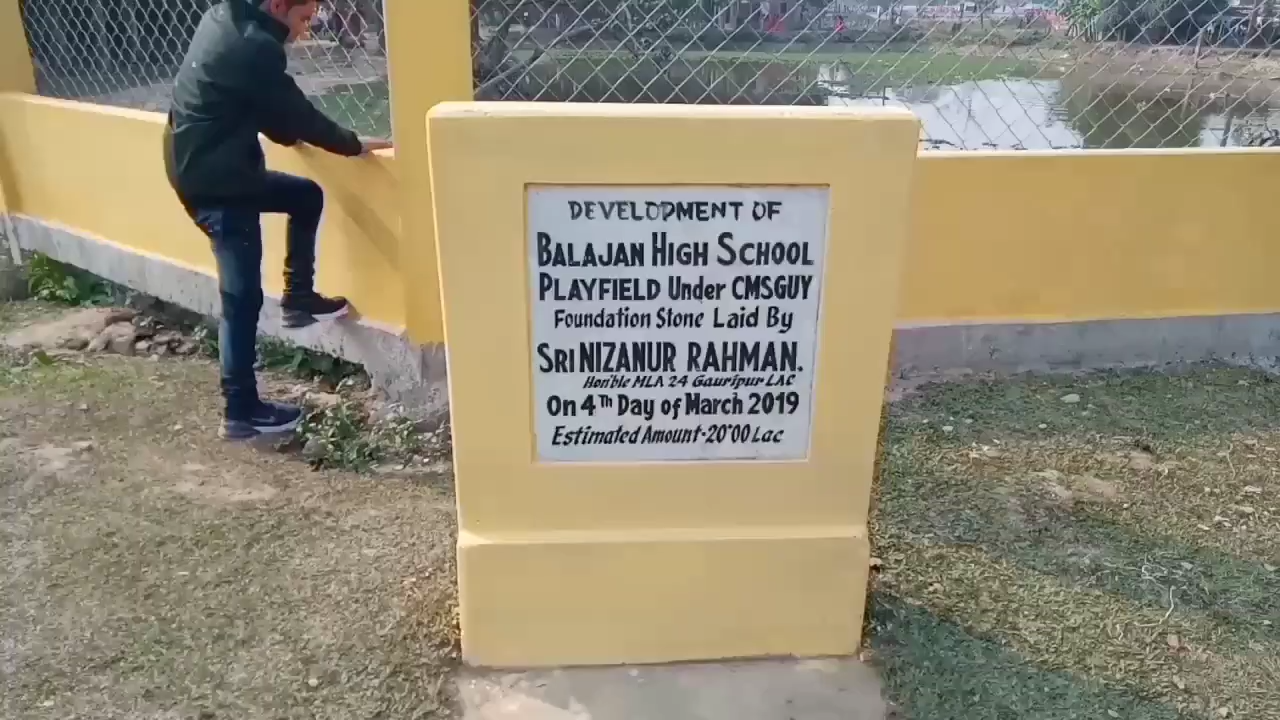 DEVELOPMENT OF
BALAJAN HIGH SCHOOL
PLAYFIELD Under CMSGUY
Foundation Stone Laid By
SRI NIZANUR RAHMAN.
Hon'ble MLA 24 Gauripur LAC
On 4TH Day of March 2019
Estimated Amount-20"00 Lac